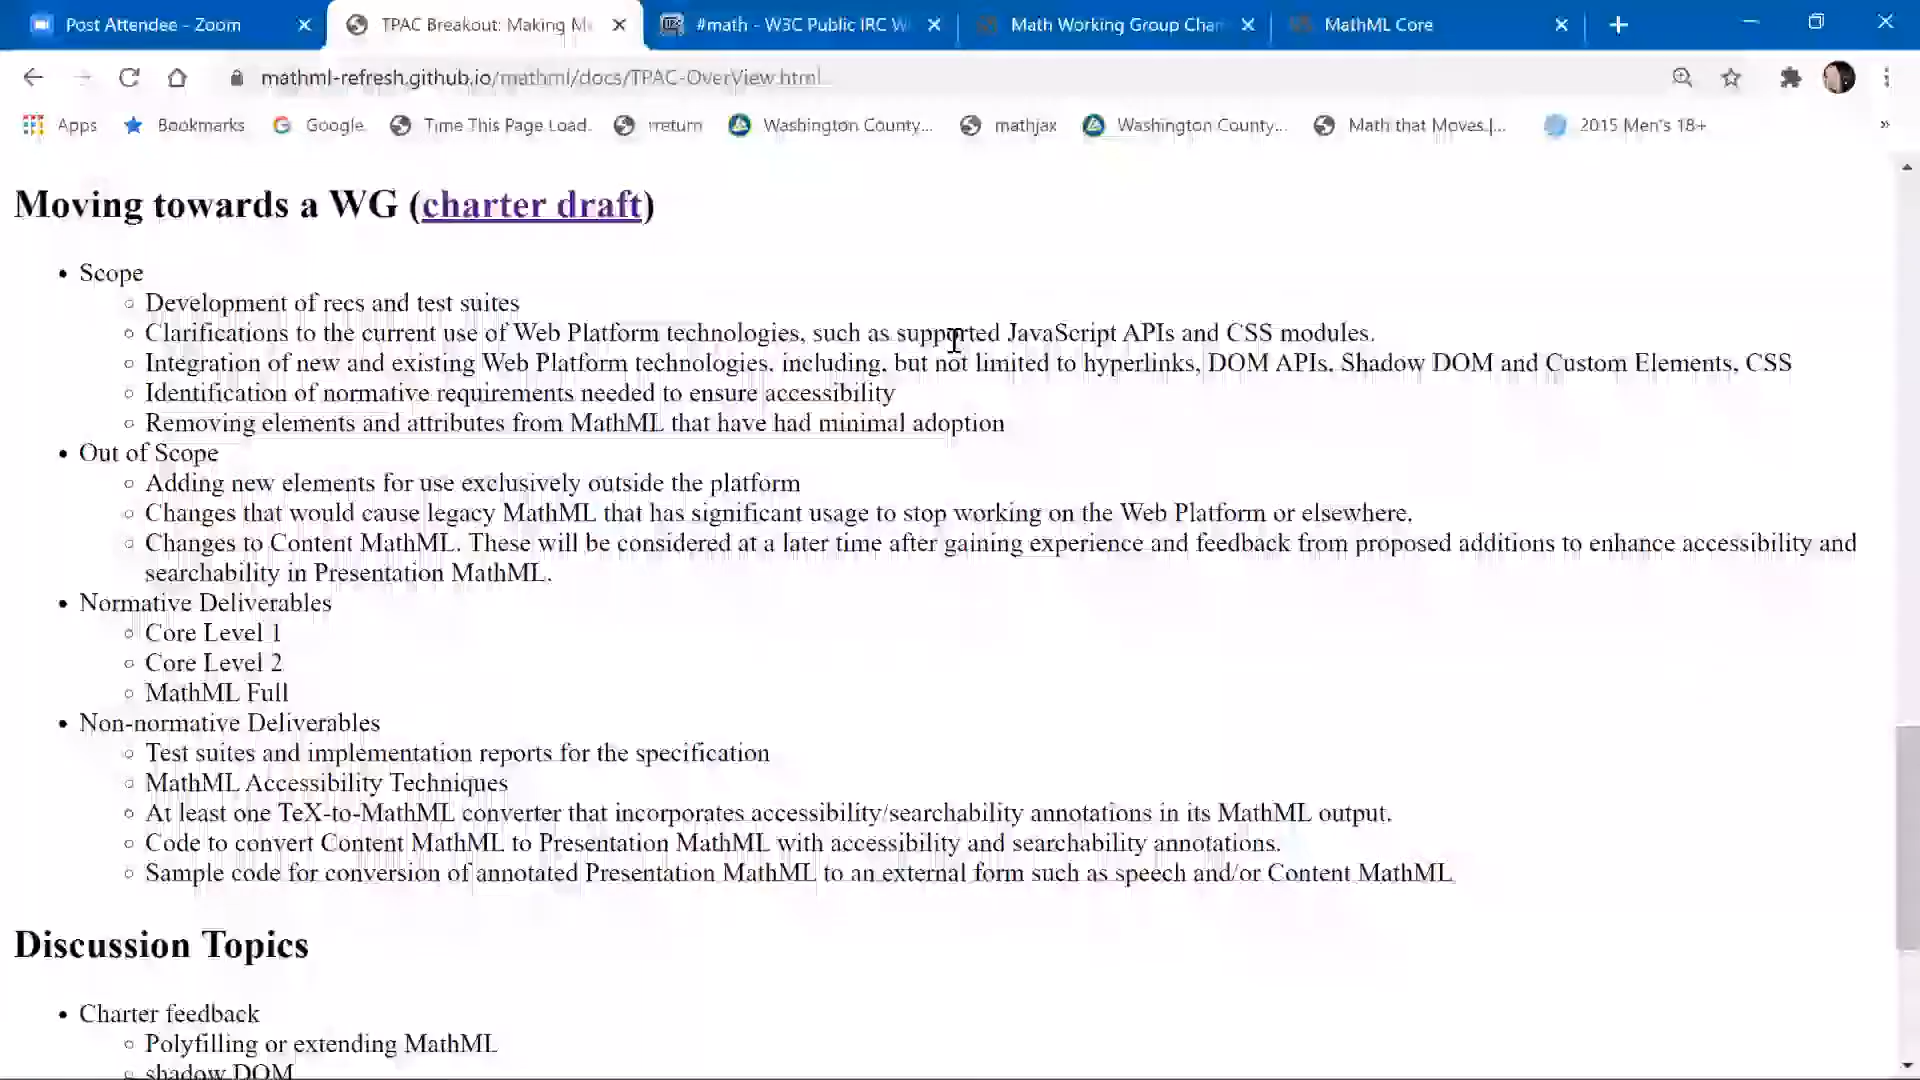 Post Attendee - Zoom
TPAC Breakout: Making M
#math - W3C Public IRC W
Math Working Group Char
MathML Core
mathml-refresh.github.io/mathml/docs/TPAC-OverView.html
Apps
Bookmarks
Google
Time This Page Load
rreturn
Washington County...
mathjax
Washington County...
Math that Moves |...
2015 Men's 18+
»
Moving towards a WG (charter draft)
• Scope
○ Development of recs and test suites
○ Clarifications to the current use of Web Platform technologies, such as supported JavaScript APIs and CSS modules.
○ Integration of new and existing Web Platform technologies, including, but not limited to hyperlinks, DOM APIs, Shadow DOM and Custom Elements, CSS
○ Identification of normative requirements needed to ensure accessibility
○ Removing elements and attributes from MathML that have had minimal adoption
• Out of Scope
○ Adding new elements for use exclusively outside the platform
○ Changes that would cause legacy MathML that has significant usage to stop working on the Web Platform or elsewhere.
○ Changes to Content MathML. These will be considered at a later time after gaining experience and feedback from proposed additions to enhance accessibility and
searchability in Presentation MathML.
• Normative Deliverables
○ Core Level 1
○ Core Level 2
○ MathML Full
• Non-normative Deliverables
○ Test suites and implementation reports for the specification
○ MathML Accessibility Techniques
○ At least one TeX-to-MathML converter that incorporates accessibility/searchability annotations in its MathML output.
○ Code to convert Content MathML to Presentation MathML with accessibility and searchability annotations.
○ Sample code for conversion of annotated Presentation MathML to an external form such as speech and/or Content MathML
Discussion Topics
• Charter feedback
○ Polyfilling or extending MathML
○ shadow DOM